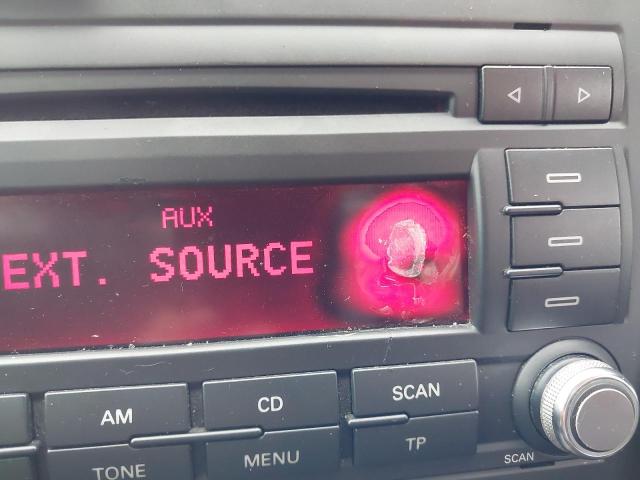 AUX
EXT. SOURCE
AM
CD
SCAN
TONE
MENU
TP
SCAN